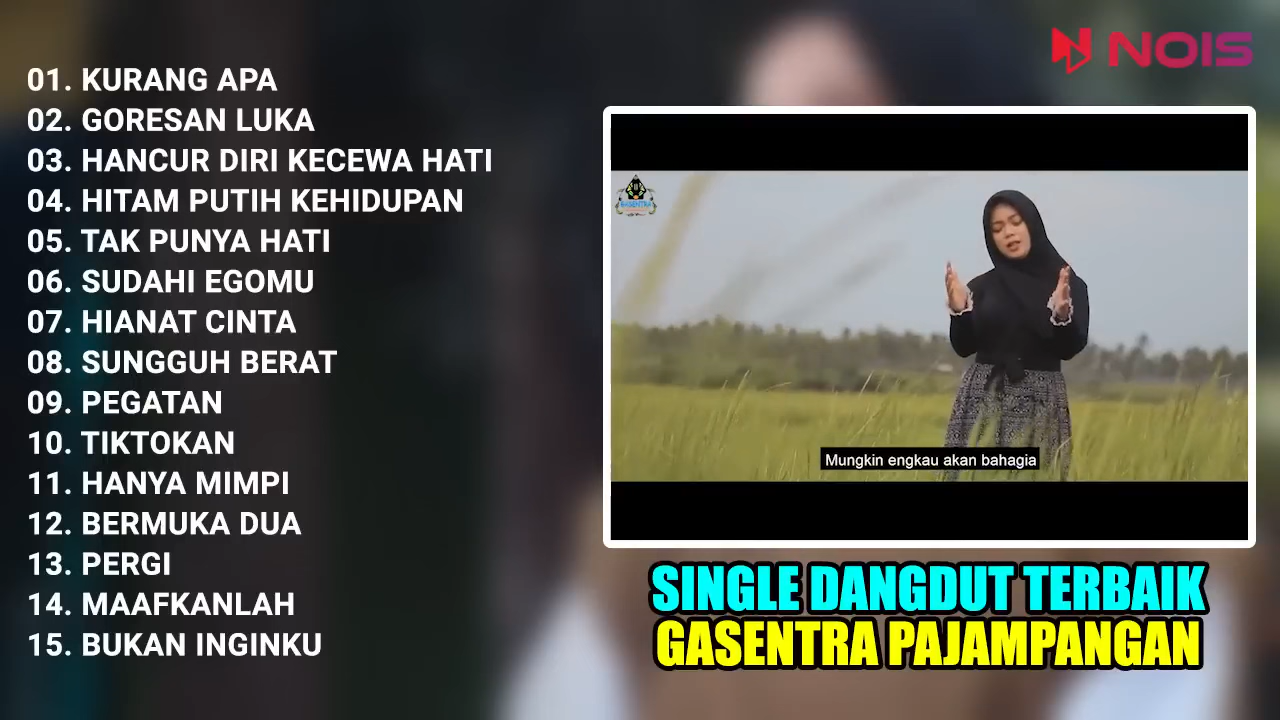 NOIS
01. KURANG APA
02. GORESAN LUKA
03. HANCUR DIRI KECEWA HATI
04. HITAM PUTIH KEHIDUPAN
05. TAK PUNYA HATI
06. SUDAHI EGOMU
07. HIANAT CINTA
08. SUNGGUH BERAT
09. PEGATAN
10. TIKTOKAN
11. HANYA MIMPI
12. BERMUKA DUA
13. PERGI
14. MAAFKANLAH
15. BUKAN INGINKU
GASENTRA
Mungkin engkau akan bahagia
SINGLE DANGDUT TERBAIK
GASENTRA PAJAMPANGAN